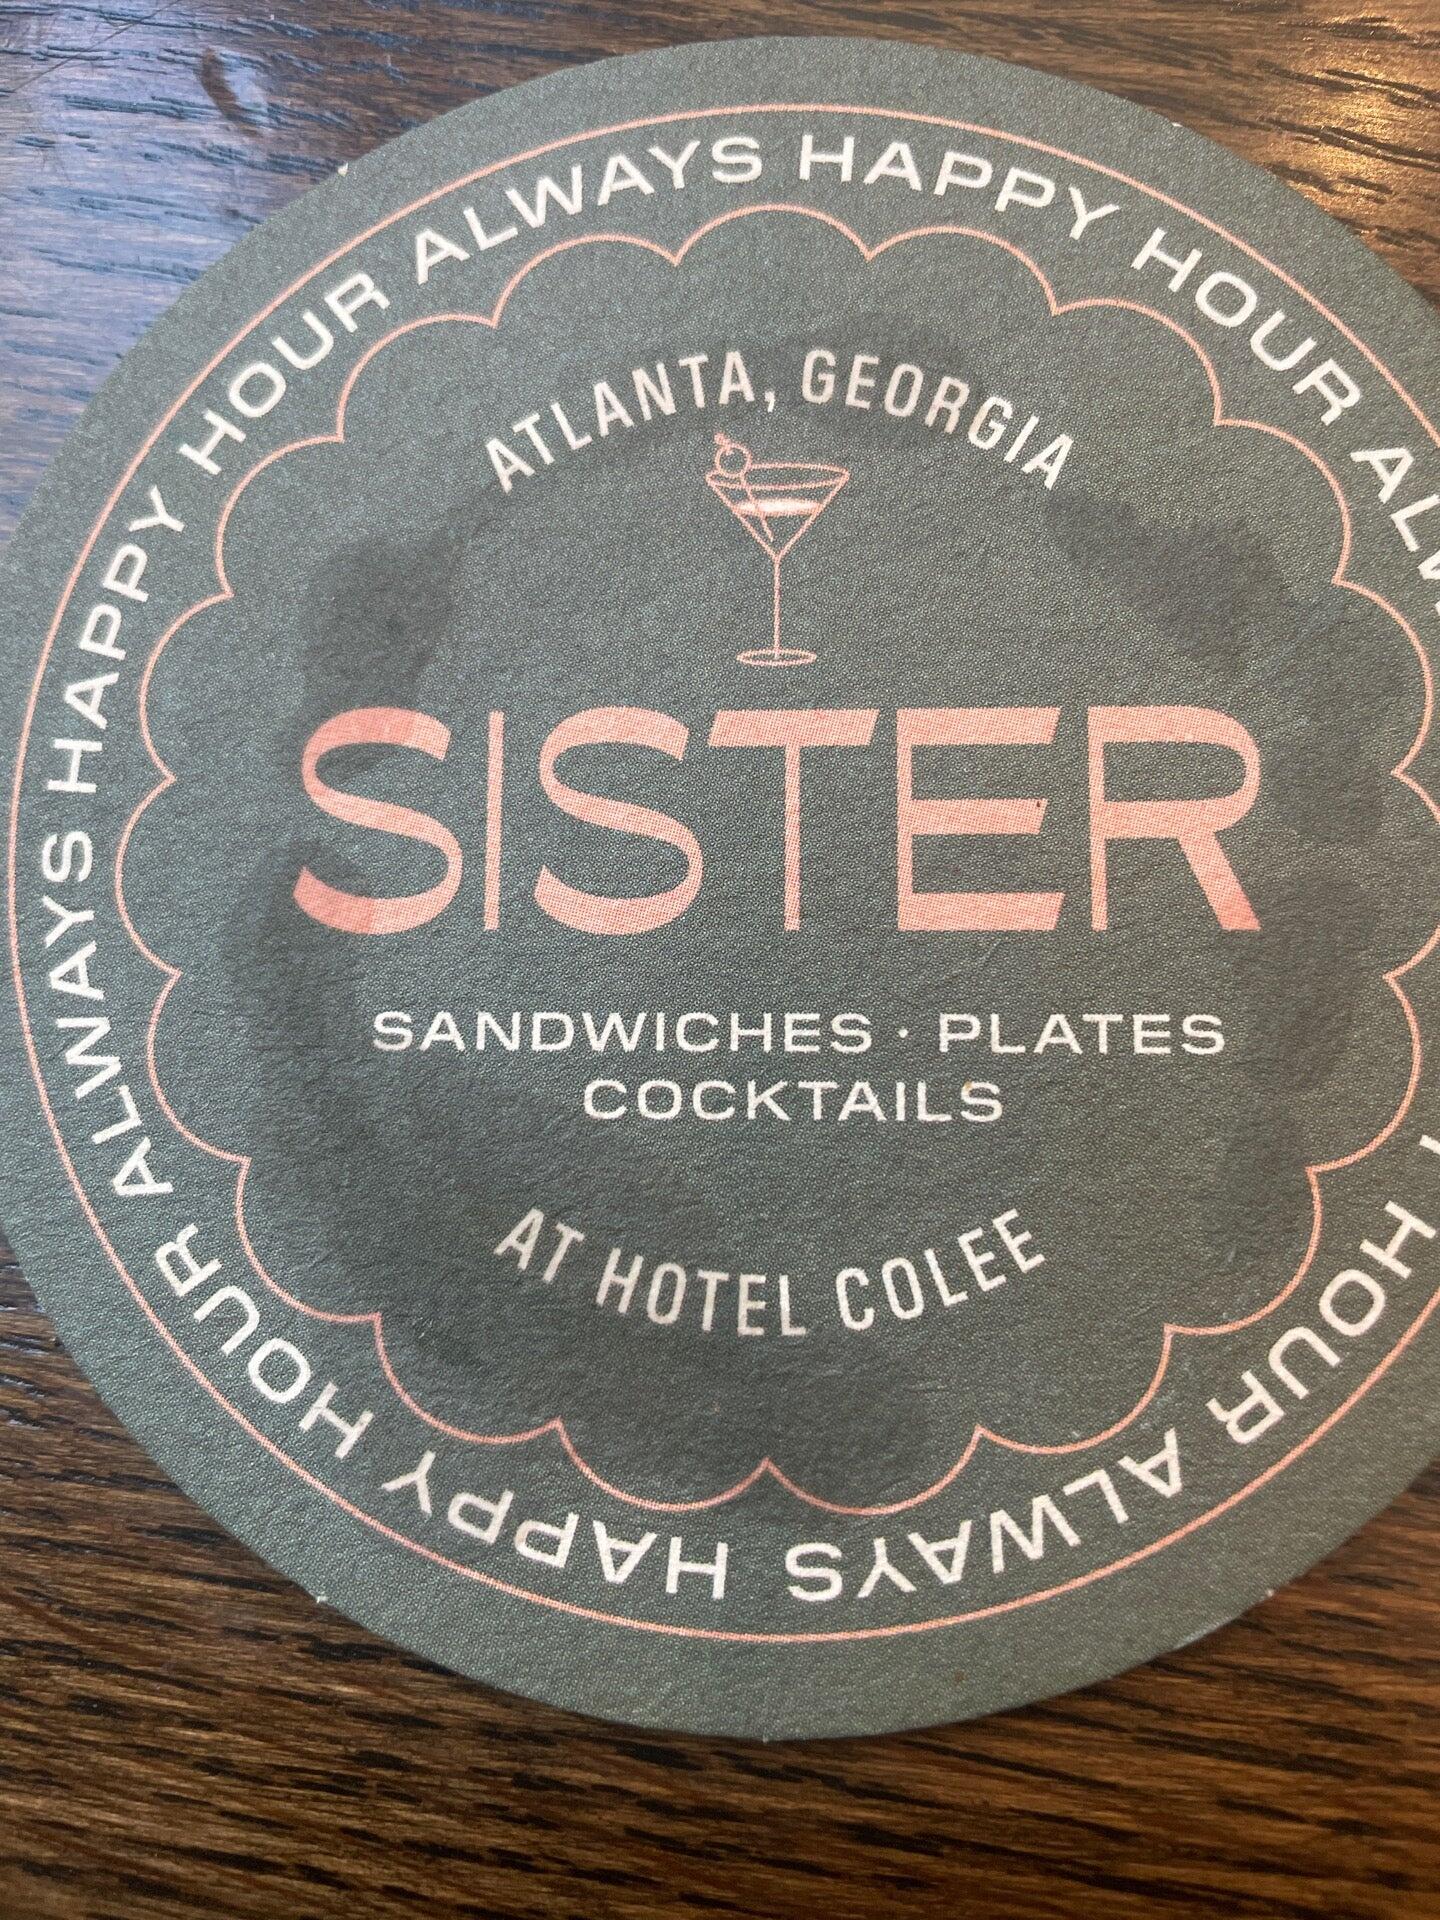 ALWAYS HAPPY HOUR ALWAYS HAPPY HOUR ALWAYS HAPPY HOUR ALWAYS HAPPY HOUR
ATLANTA, GEORGIA
SISTER
SANDWICHES · PLATES
COCKTAILS
AT HOTEL COLEE